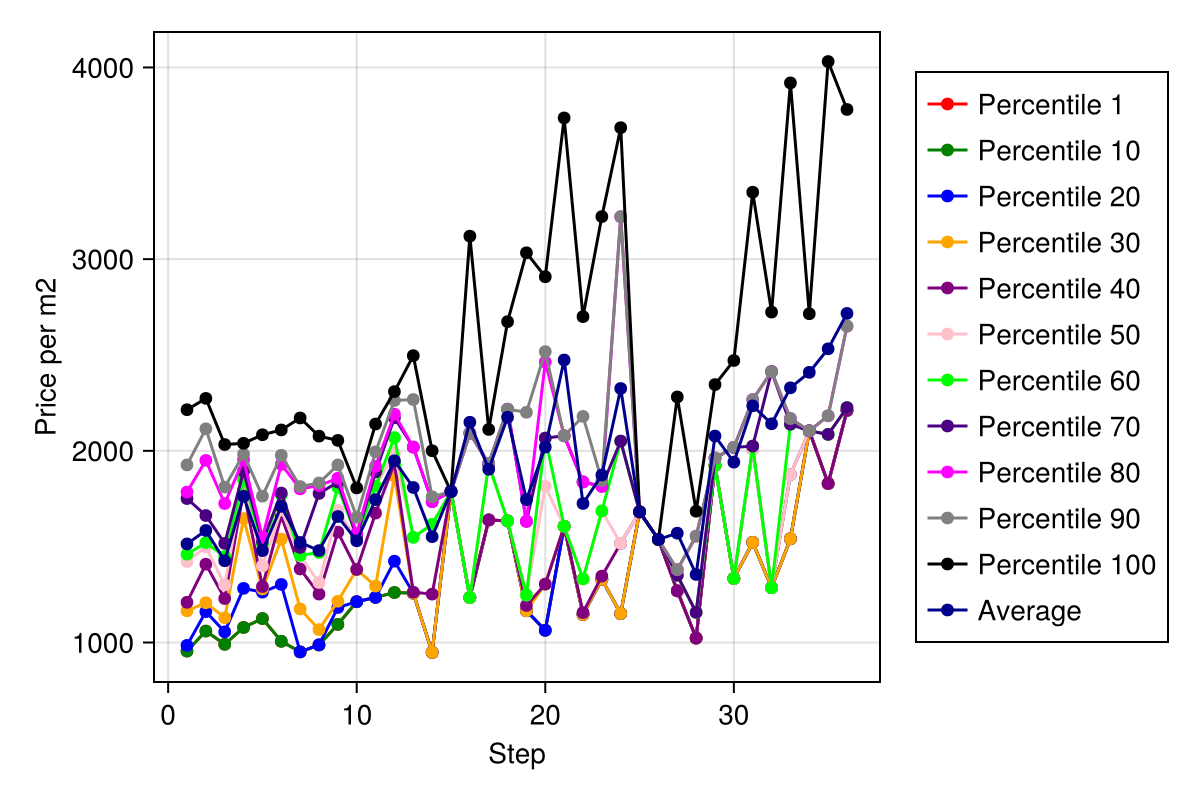 4000
3000
2000
1000
Price per m2
0
10
20
30
Step
Percentile 1
Percentile 10
Percentile 20
Percentile 30
Percentile 40
Percentile 50
Percentile 60
Percentile 70
Percentile 80
Percentile 90
Percentile 100
Average